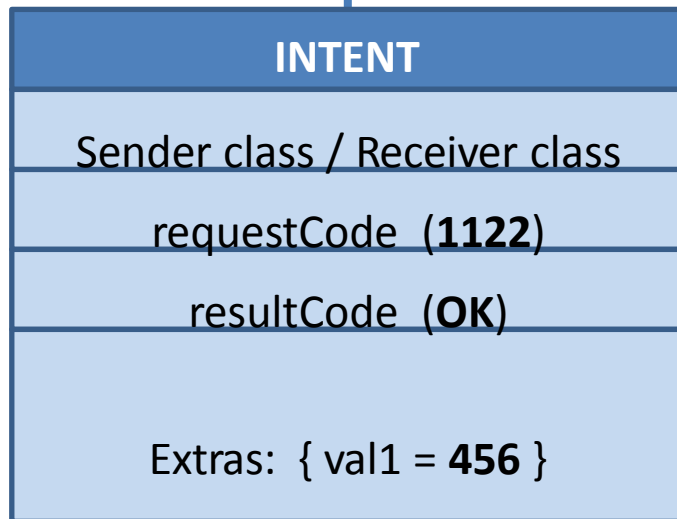 INTENT
Sender class / Receiver class
requestCode (1122)
resultCode (OK)
Extras: { val1 = 456 }